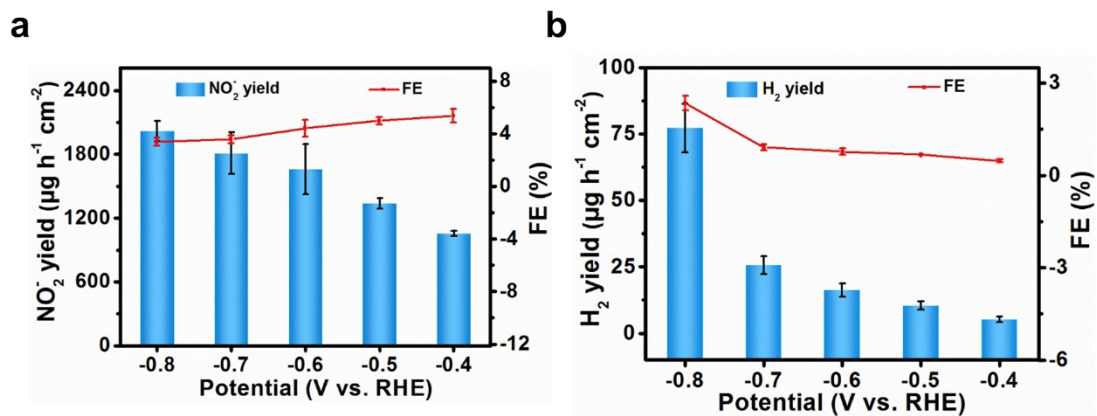 a
NO₂⁻ yield
FE
2400
1800
1200
600
0
8
4
0
-4
-8
-12
NO₂⁻ yield (µg h⁻¹ cm⁻²)
FE (%)
-0.8 -0.7 -0.6 -0.5 -0.4
Potential (V vs. RHE)
b
H₂ yield
FE
100
75
50
25
0
3
0
-3
-6
H₂ yield (µg h⁻¹ cm⁻²)
FE (%)
-0.8 -0.7 -0.6 -0.5 -0.4
Potential (V vs. RHE)